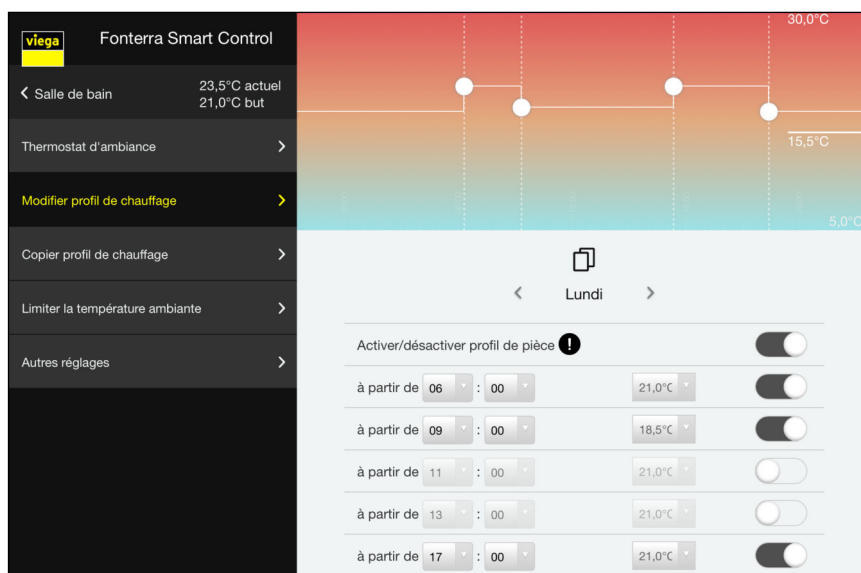 viega
Fonterra Smart Control
Salle de bain
23,5°C actuel
21,0°C but
Thermostat d'ambiance
Modifier profil de chauffage
Copier profil de chauffage
Limiter la température ambiante
Autres réglages
30,0°C
15,5°C
5,0°C
Lundi
Activer/désactiver profil de pièce !
à partir de 06 : 00 21,0°C
à partir de 09 : 00 18,5°C
à partir de 11 : 00 21,0°C
à partir de 13 : 00 21,0°C
à partir de 17 : 00 21,0°C